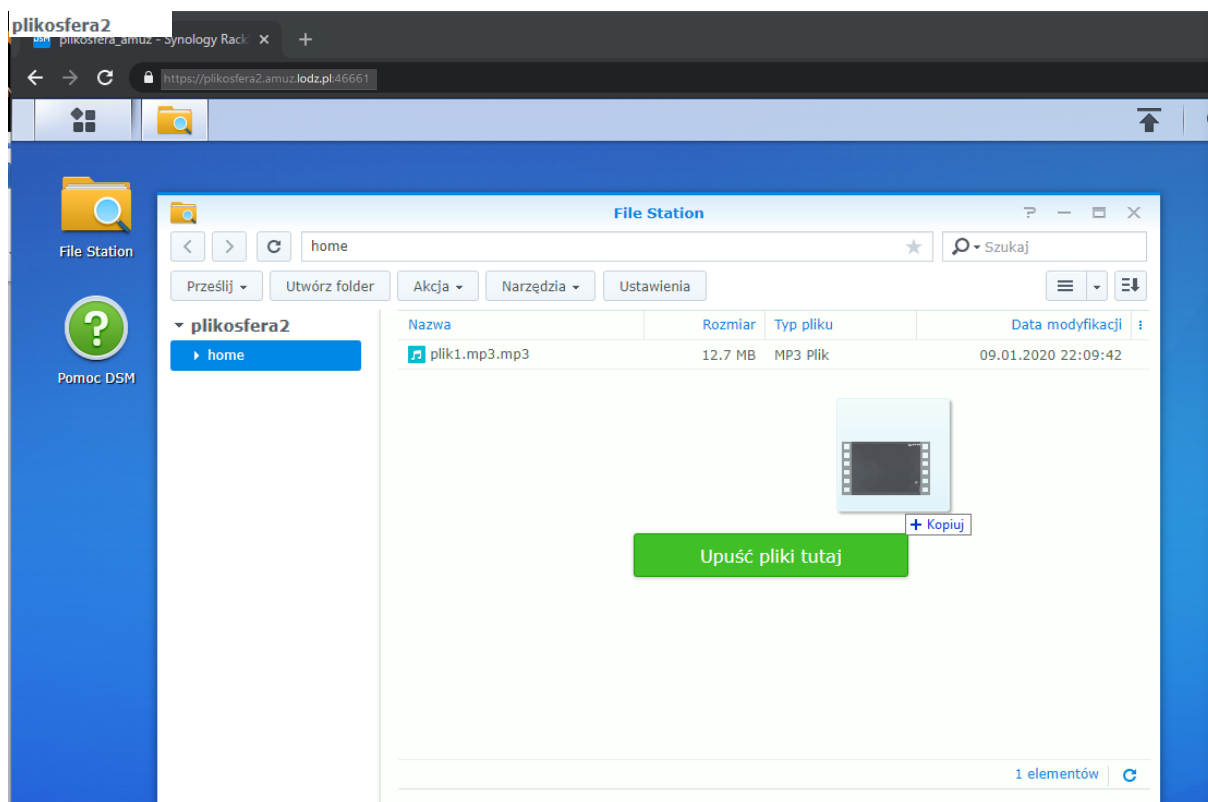 plikosfera2
plikosfera_amuz - Synology Rack
https://plikosfera2.amuz.lodz.pl:46661
File Station
File Station
home
Szukaj
Prześlij
Utwórz folder
Akcja
Narzędzia
Ustawienia
plikosfera2
home
Nazwa
Rozmiar
Typ pliku
Data modyfikacji
plik1.mp3.mp3
12.7 MB
MP3 Plik
09.01.2020 22:09:42
Pomoc DSM
+ Kopiuj
Upuść pliki tutaj
1 elementów